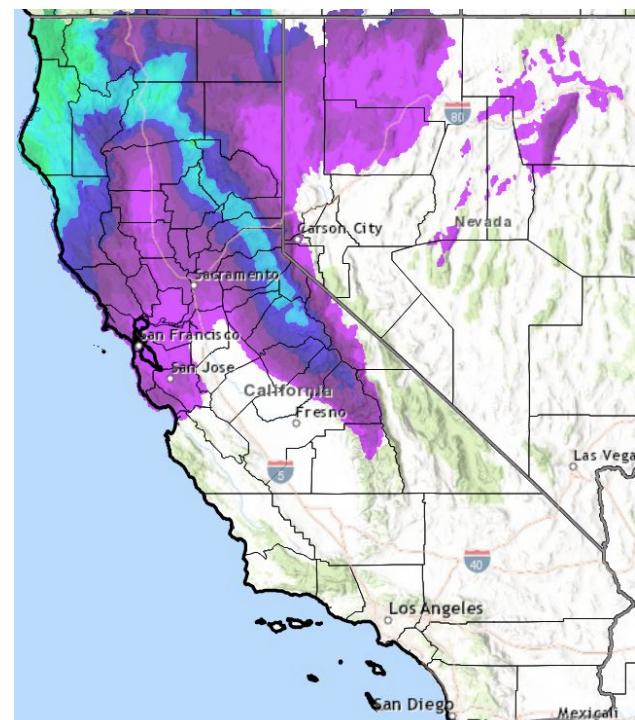 80
Nevada
Carson City
Sacramento
San Francisco
San Jose
California
Fresno
5
Las Vega
40
Los Angeles
San Diego
Mexicali